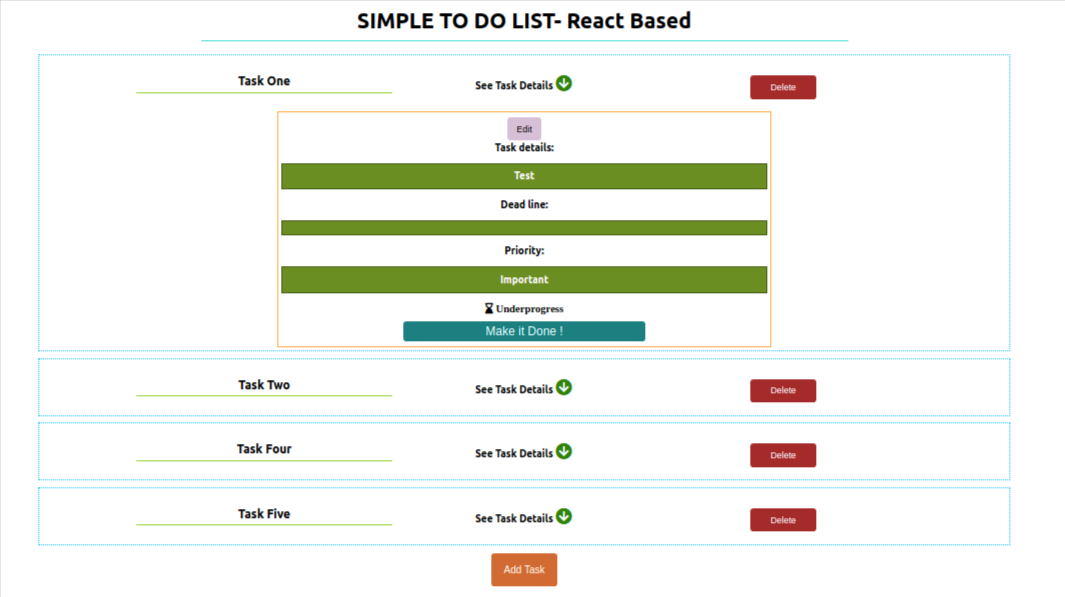 SIMPLE TO DO LIST- React Based
Task One See Task Details Delete
Edit
Task details:
Test
Dead line:
Priority:
Important
Underprogress
Make it Done !
Task Two See Task Details Delete
Task Four See Task Details Delete
Task Five See Task Details Delete
Add Task